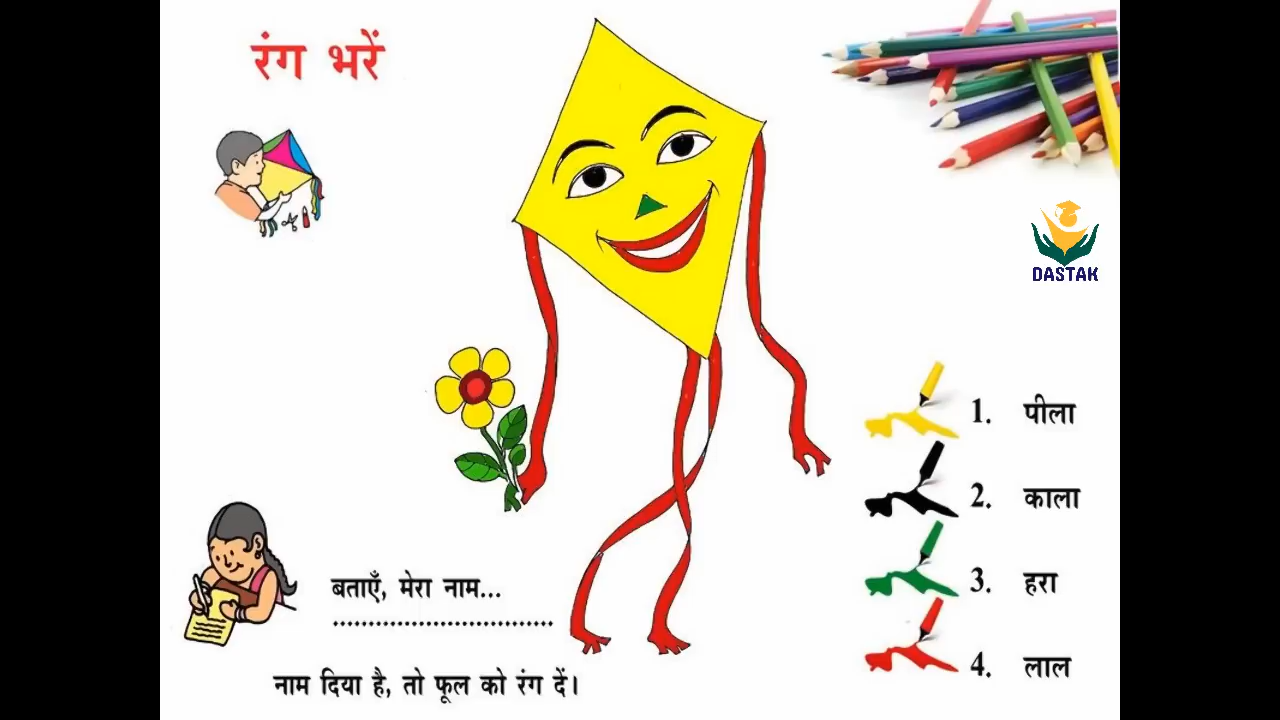 रंग भरें
DASTAK
1. पीला
2. काला
3. हरा
4. लाल
बताएँ, मेरा नाम...
................................
नाम दिया है, तो फूल को रंग दें।